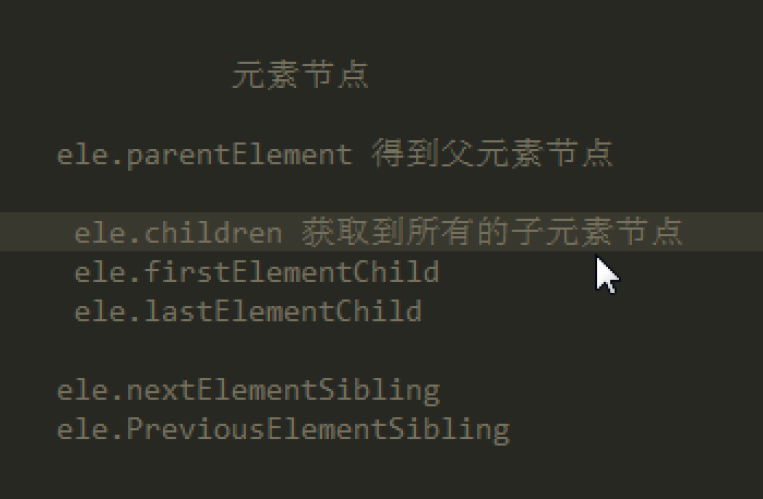 元素节点
ele.parentElement 得到父元素节点
ele.children 获取到所有的子元素节点
ele.firstElementChild
ele.lastElementChild
ele.nextElementSibling
ele.PreviousElementSibling